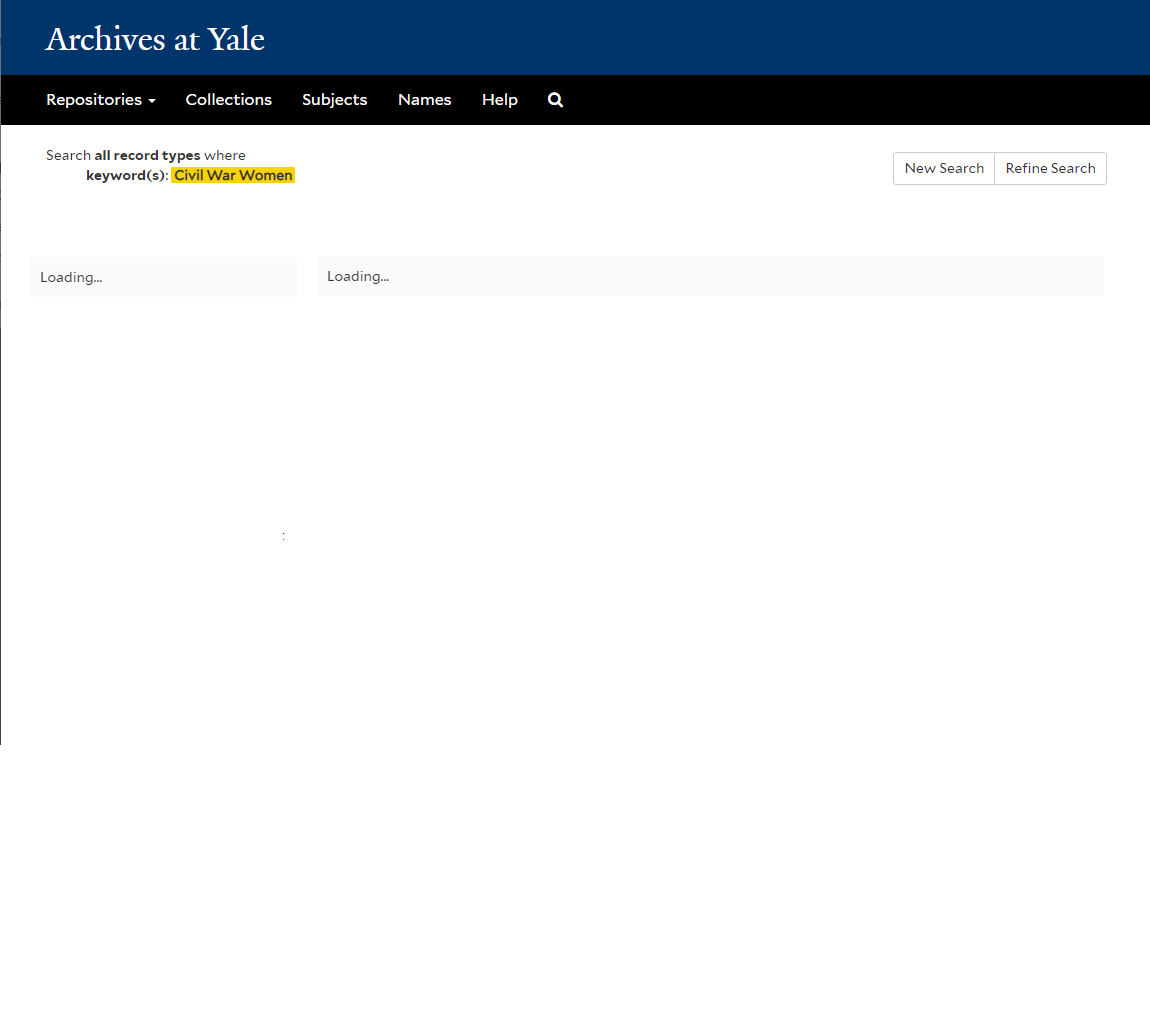 Archives at Yale
Repositories Collections Subjects Names Help
Search all record types where
keyword(s): Civil War Women
New Search Refine Search
Loading...
Loading...
: